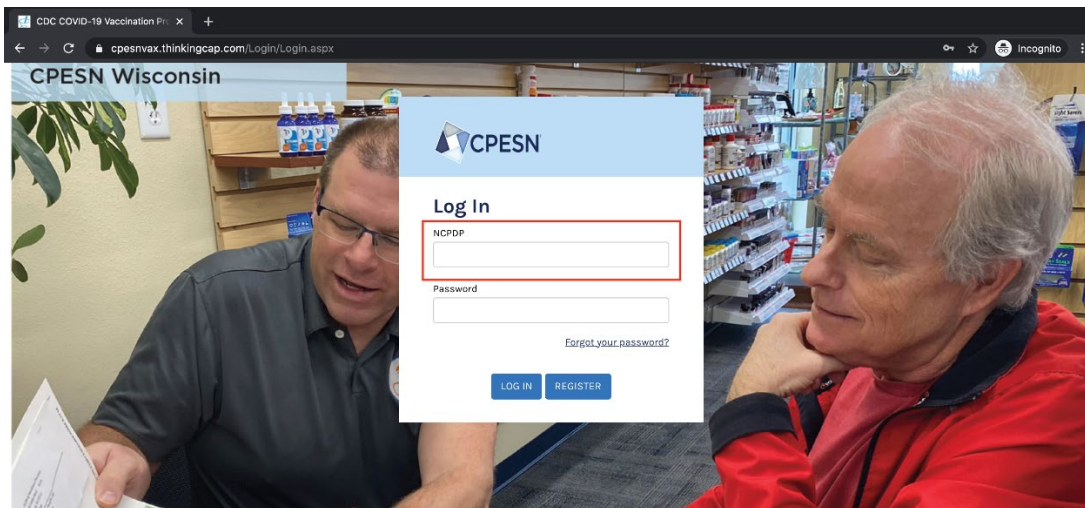 CDC COVID-19 Vaccination Pr
cpesnvax.thinkingcap.com/Login/Login.aspx
Incognito
CPESN Wisconsin
CPESN
Log In
NCPDP
Password
Forgot your password?
LOG IN
REGISTER